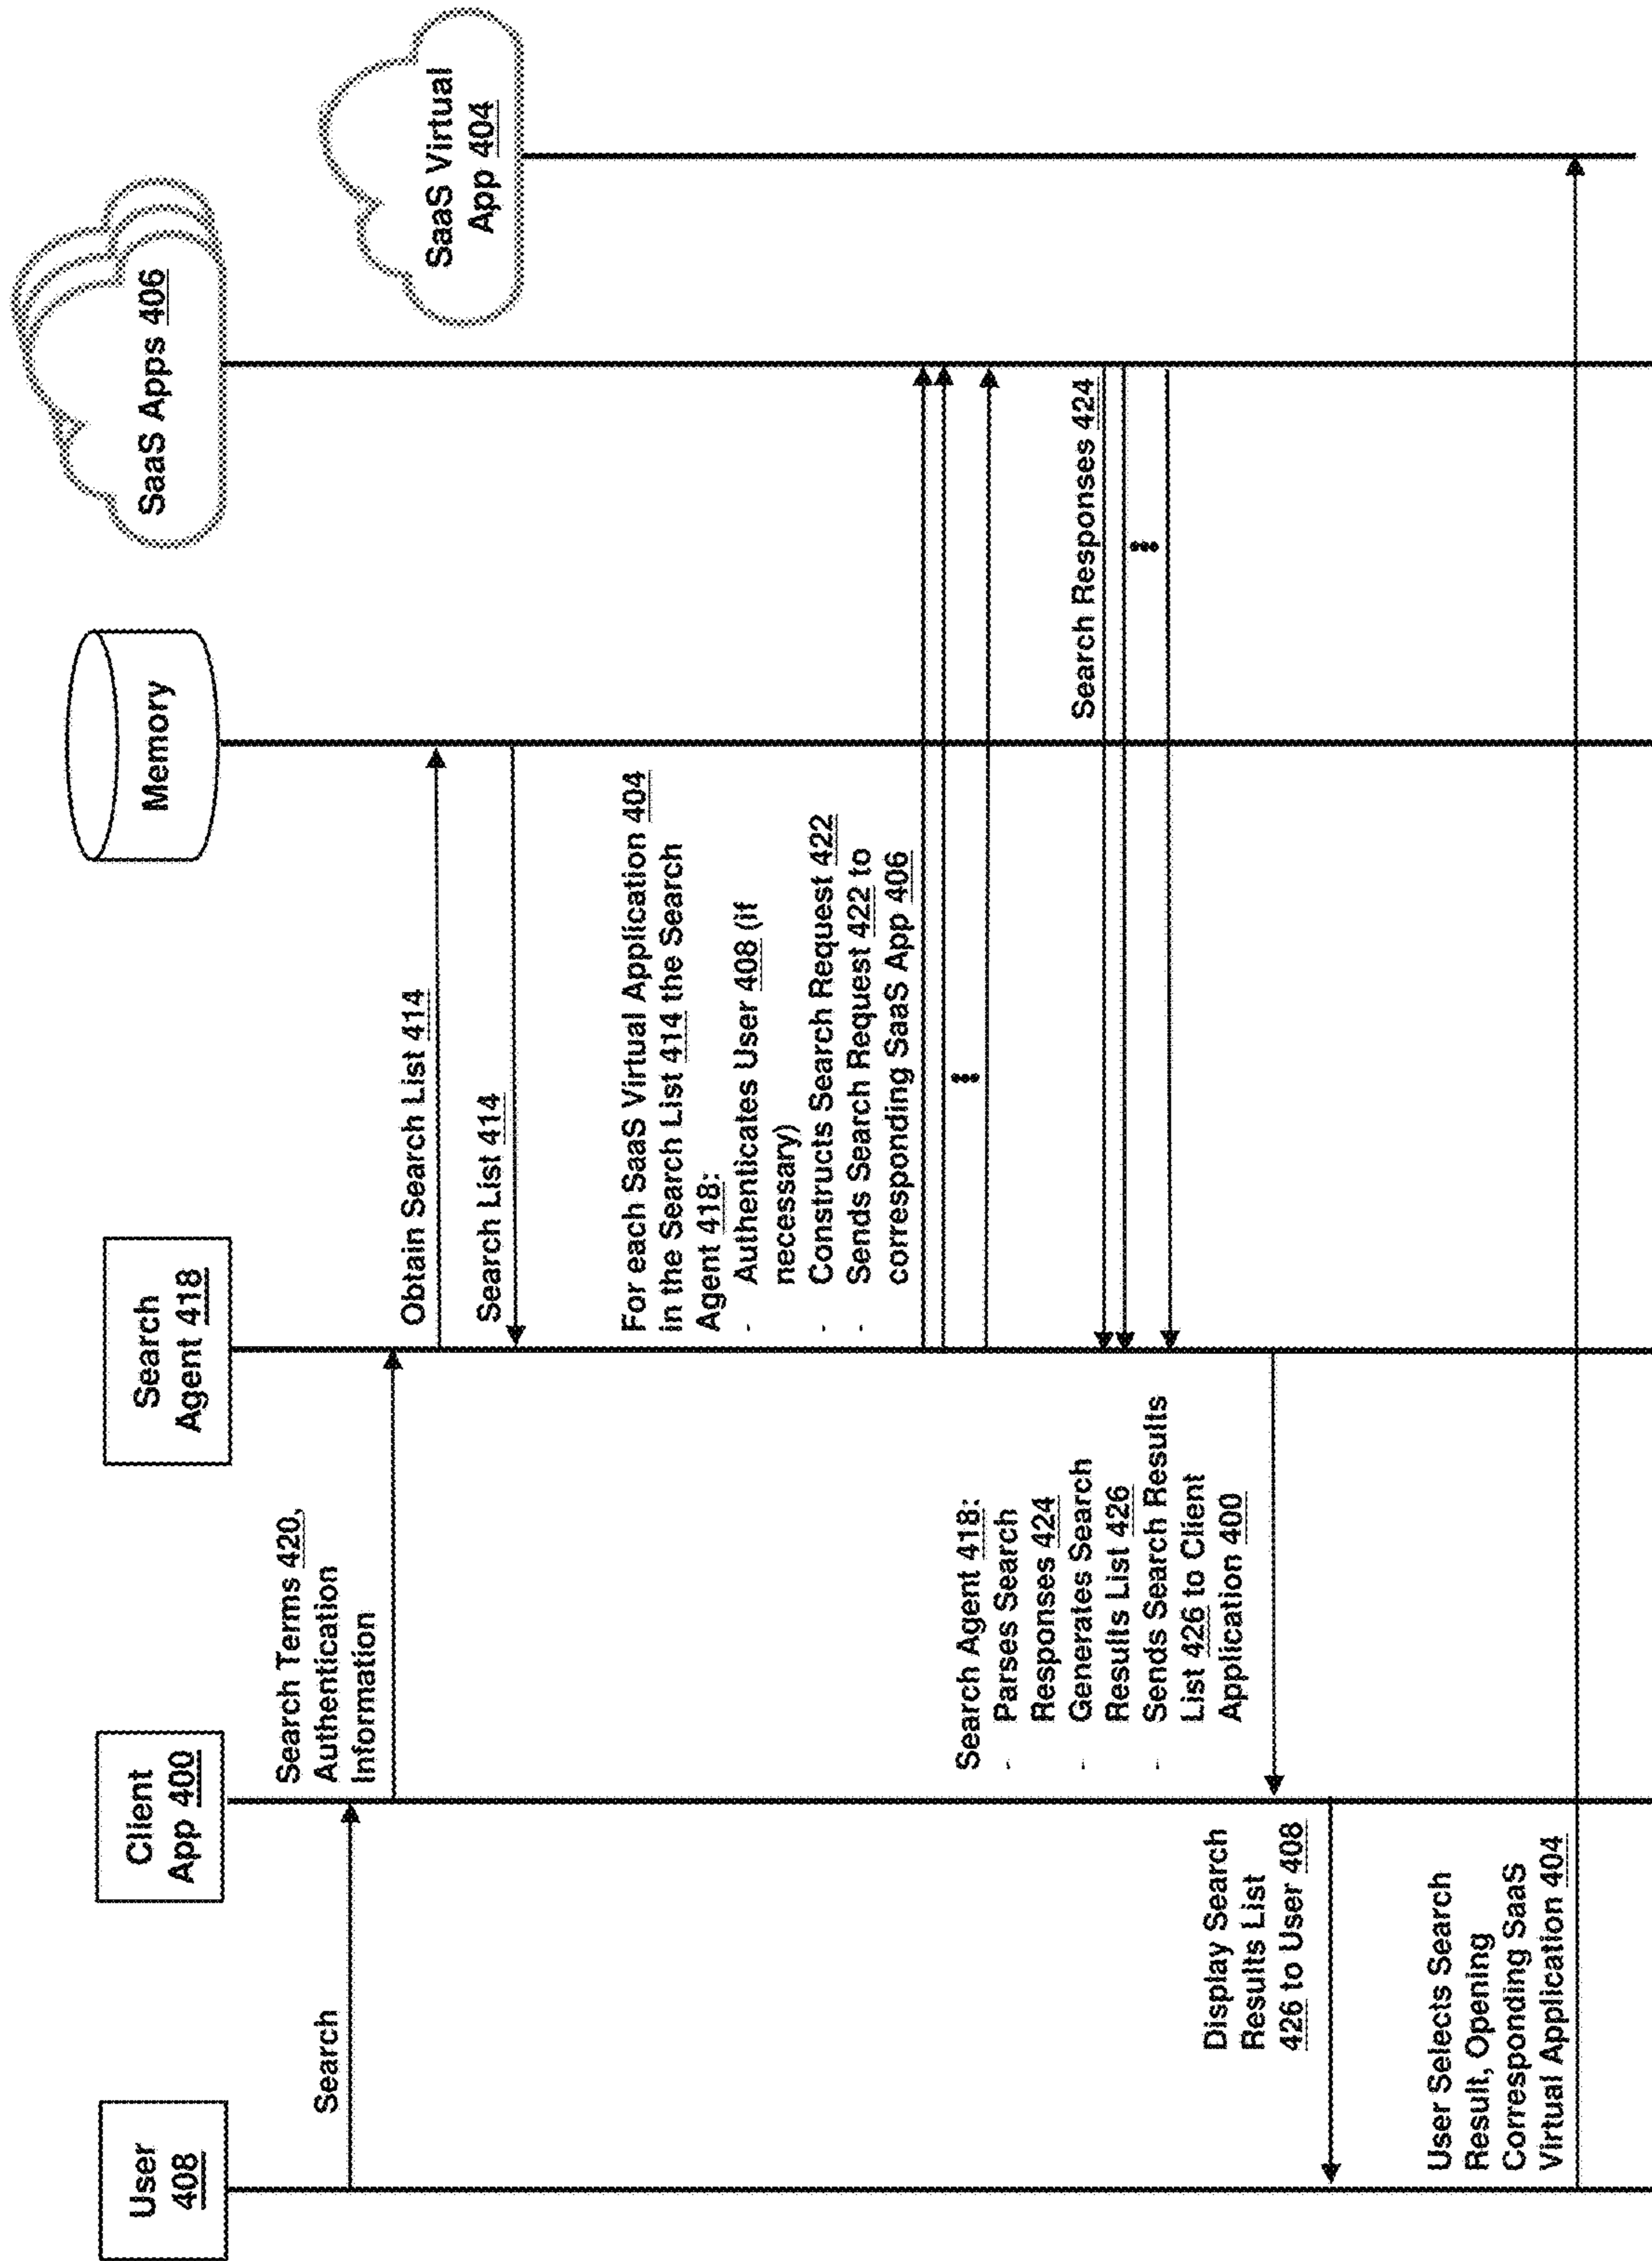 User
408
Client
App 400
Search
Agent 418
Memory
SaaS Apps 406
SaaS Virtual
App 404
Search
Search Terms 420,
Authentication
Information
Obtain Search List 414
Search List 414
For each SaaS Virtual Application 404
in the Search List 414 the Search
Agent 418:
- Authenticates User 408 (if
necessary)
- Constructs Search Request 422
- Sends Search Request 422 to
corresponding SaaS App 406
•••
Search Responses 424
•••
Search Agent 418:
- Parses Search
Responses 424
- Generates Search
Results List 426
- Sends Search Results
List 426 to Client
Application 400
Display Search
Results List
426 to User 408
User Selects Search
Result, Opening
Corresponding SaaS
Virtual Application 404